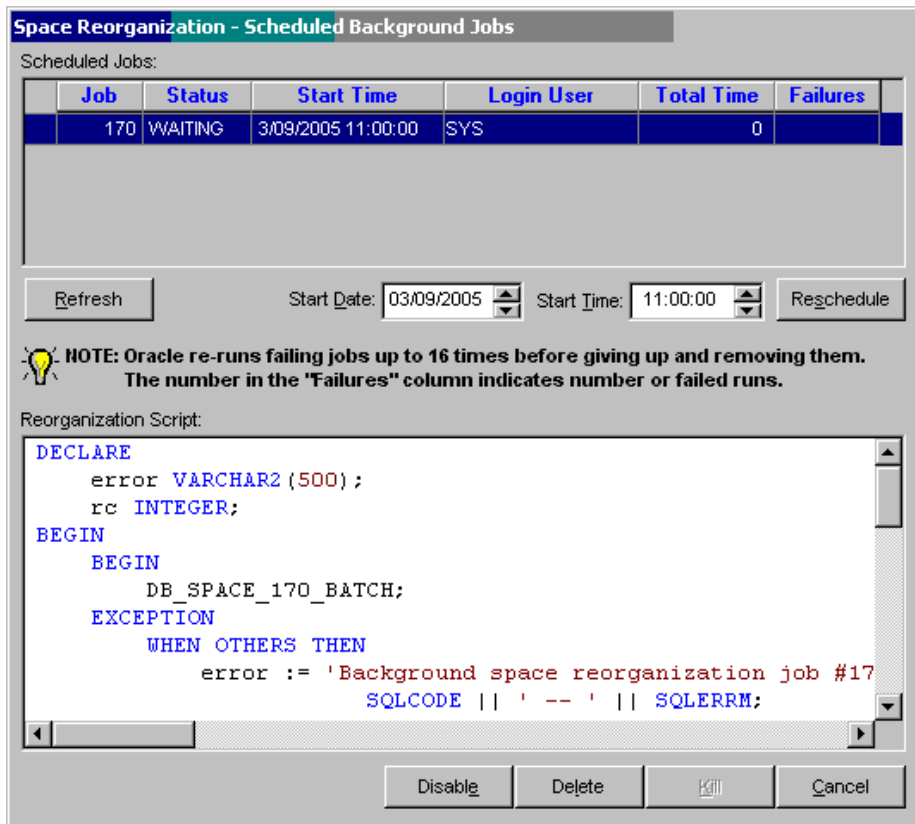 Space Reorganization - Scheduled Background Jobs
Scheduled Jobs:
Job Status Start Time Login User Total Time Failures
170 WAITING 3/09/2005 11:00:00 SYS 0
Refresh Start Date: 03/09/2005 Start Time: 11:00:00 Reschedule
NOTE: Oracle re-runs failing jobs up to 16 times before giving up and removing them.
The number in the "Failures" column indicates number or failed runs.
Reorganization Script:
DECLARE
error VARCHAR2(500);
rc INTEGER;
BEGIN
BEGIN
DB_SPACE_170_BATCH;
EXCEPTION
WHEN OTHERS THEN
error := 'Background space reorganization job #17
SQLCODE || ' -- ' || SQLERRM;
Disable Delete Kill Cancel